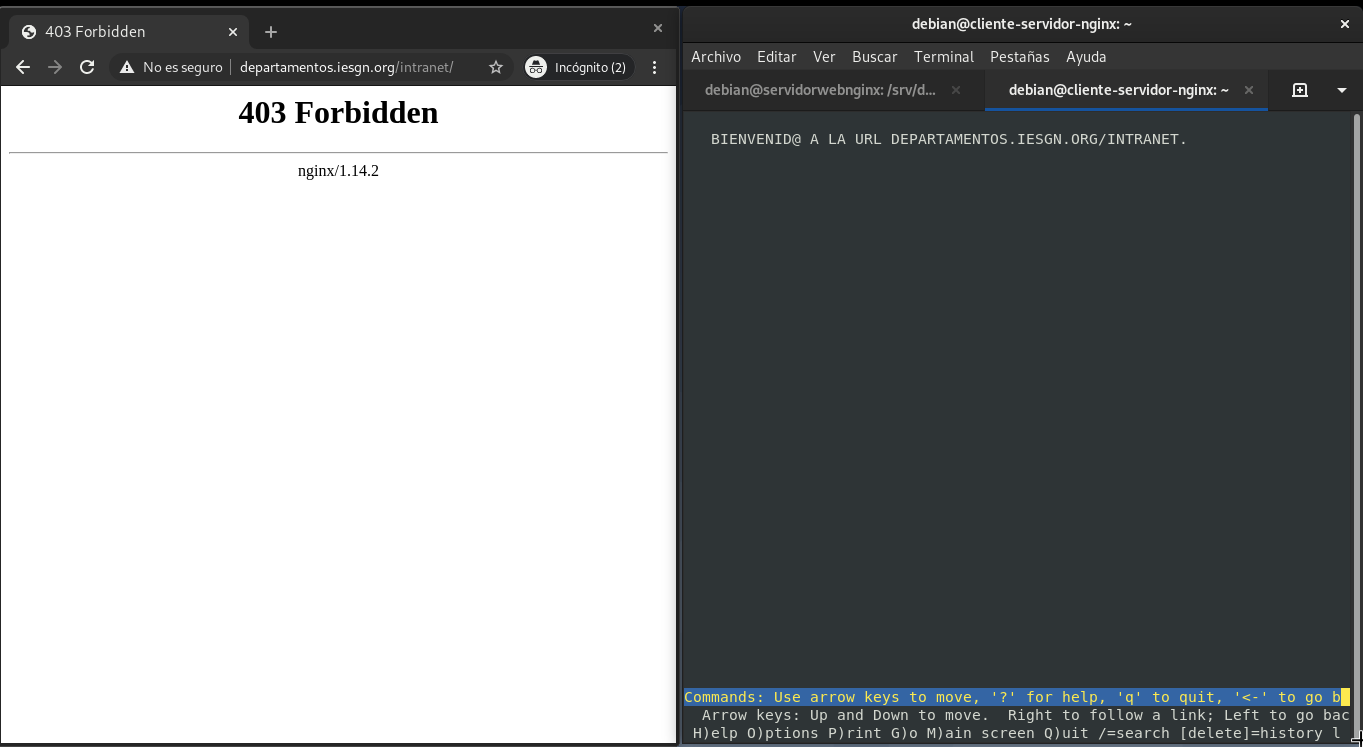 403 Forbidden
No es seguro
departamentos.iesgn.org/intranet/
Incógnito (2)
403 Forbidden
nginx/1.14.2
debian@cliente-servidor-nginx: ~
Archivo Editar Ver Buscar Terminal Pestañas Ayuda
debian@servidorwebnginx: /srv/d...
debian@cliente-servidor-nginx: ~
BIENVENID@ A LA URL DEPARTAMENTOS.IESGN.ORG/INTRANET.
Commands: Use arrow keys to move, '?' for help, 'q' to quit, '<-' to go b
Arrow keys: Up and Down to move.  Right to follow a link; Left to go bac
H)elp O)ptions P)rint G)o M)ain screen Q)uit /=search [delete]=history l